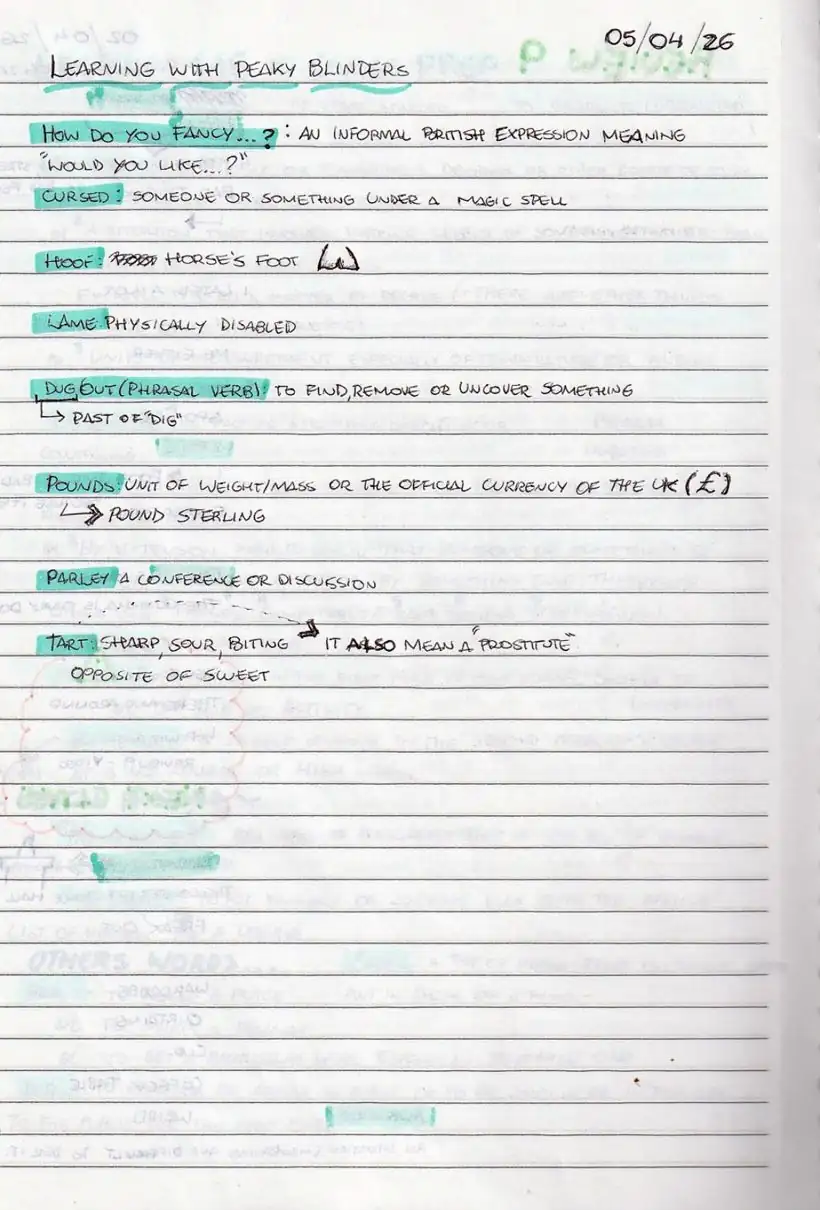 05/04/26
LEARNING WITH PEAKY BLINDERS
HOW DO YOU FANCY...? : AN INFORMAL BRITISH EXPRESSION MEANING
"WOULD YOU LIKE...?"
CURSED: SOMEONE OR SOMETHING UNDER A MAGIC SPELL
HOOF: HORSE'S FOOT
LAME: PHYSICALLY DISABLED
DUG OUT (PHRASAL VERB): TO FIND, REMOVE OR UNCOVER SOMETHING
PAST OF "DIG"
POUNDS: UNIT OF WEIGHT/MASS OR THE OFFICIAL CURRENCY OF THE UK (£)
POUND STERLING
PARLEY A CONFERENCE OR DISCUSSION
TART: SHARP, SOUR, BITING IT ALSO MEAN A "PROSTITUTE"
OPPOSITE OF SWEET